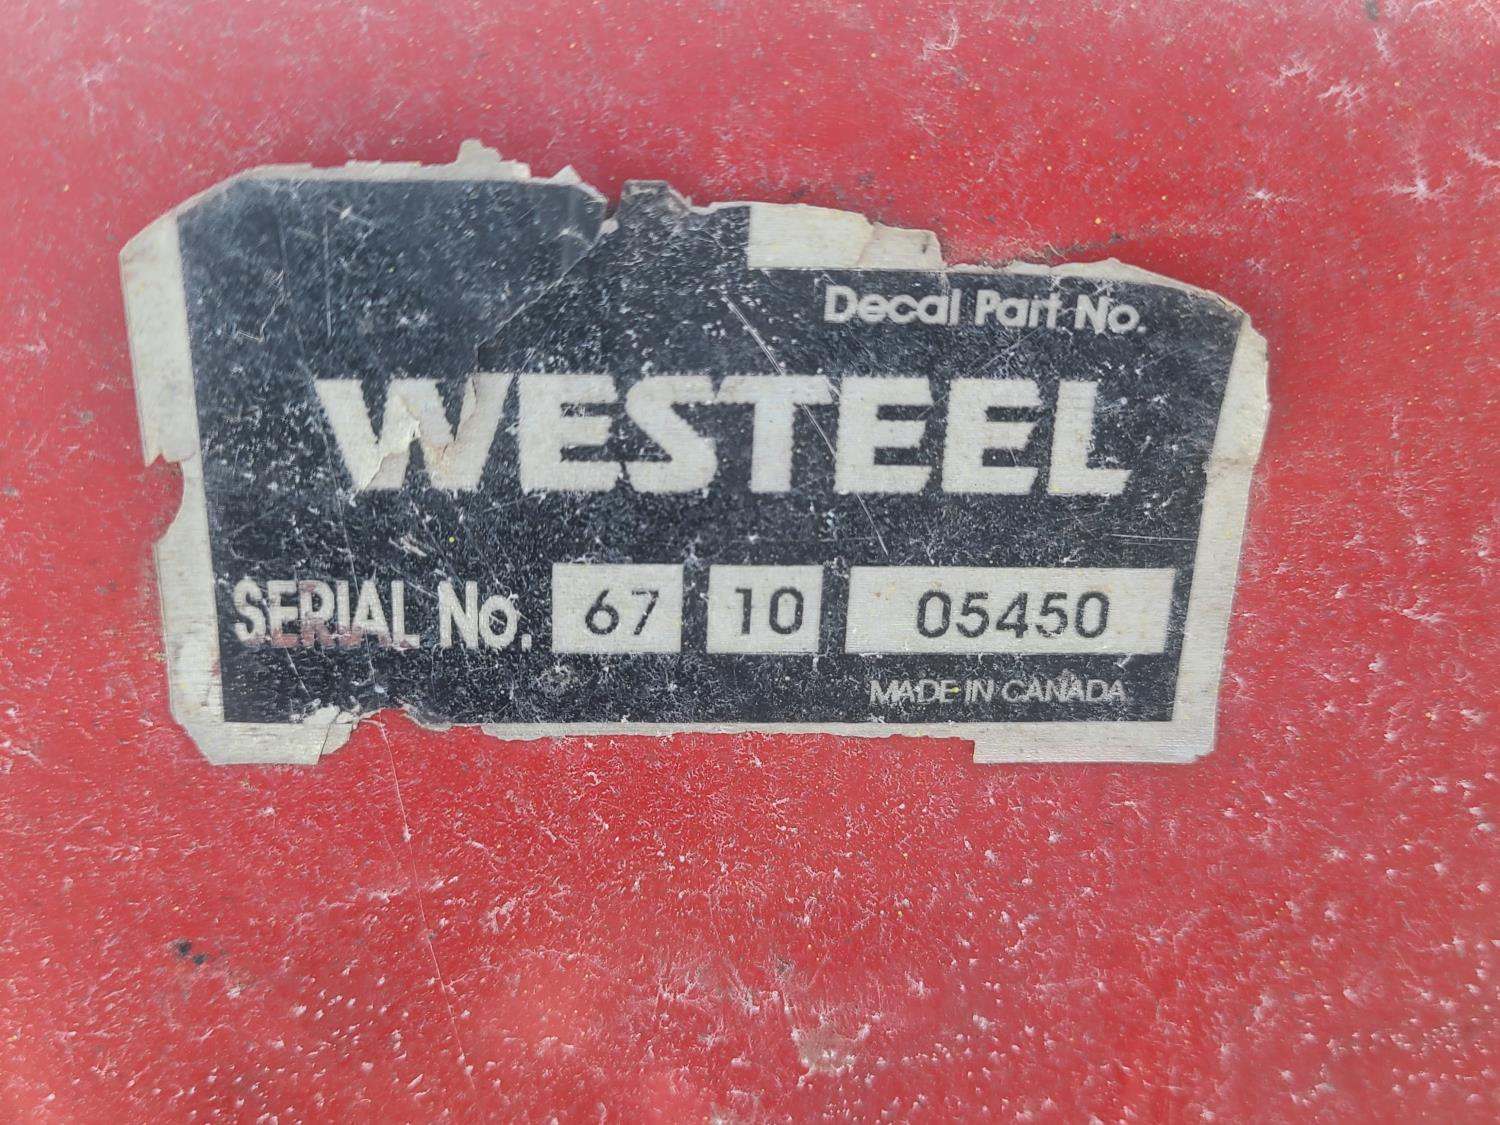 Decal Part No.
WESTEEL
SERIAL No. 67 10 05450
MADE IN CANADA